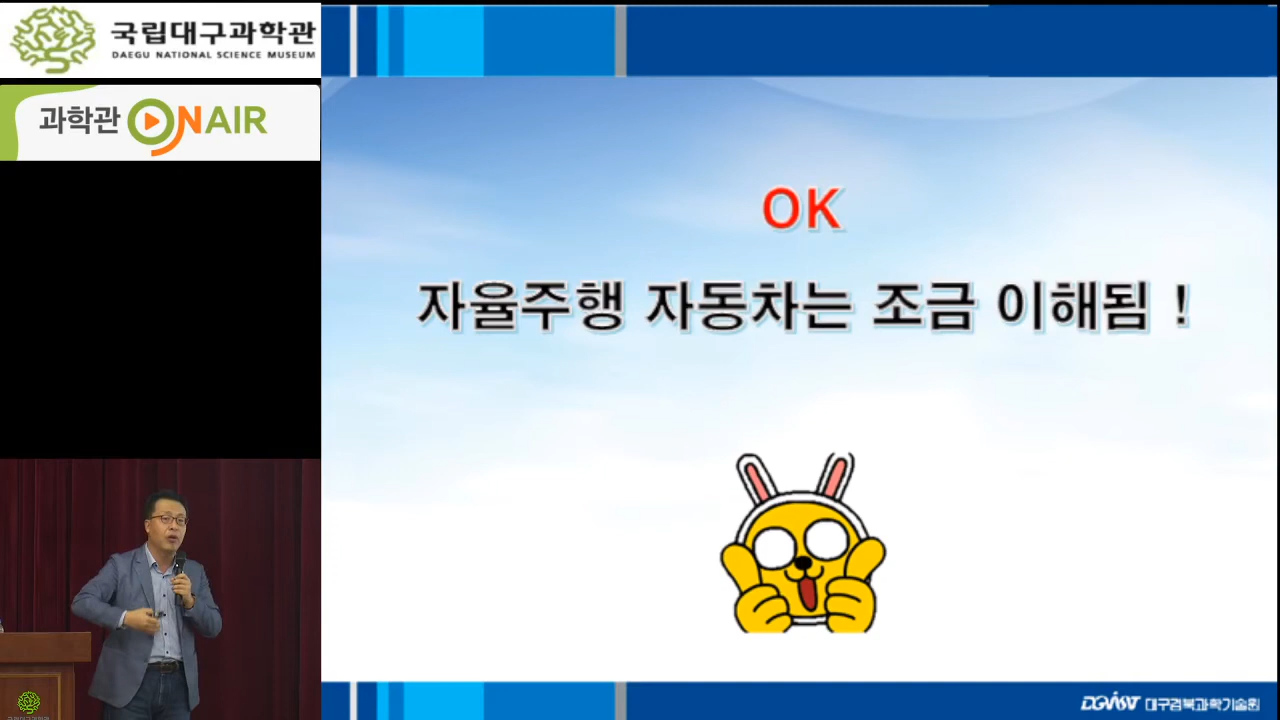 국립대구과학관
DAEGU NATIONAL SCIENCE MUSEUM
과학관 ONAIR
OK
자율주행 자동차는 조금 이해됨 !
DGIST 대구경북과학기술원